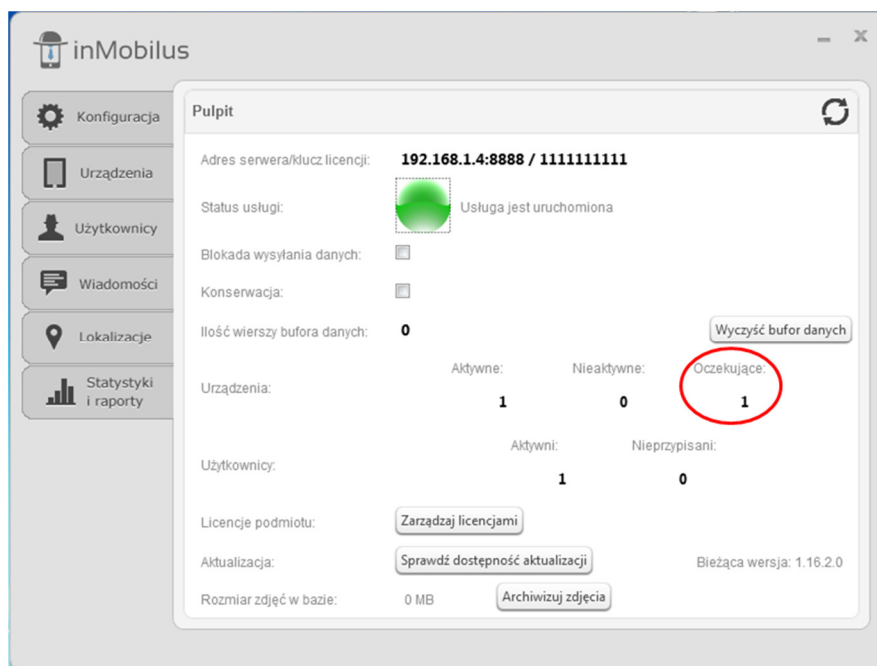 inMobilus
Konfiguracja
Urządzenia
Użytkownicy
Wiadomości
Lokalizacje
Statystyki
i raporty
Pulpit
Adres serwera/klucz licencji: 192.168.1.4:8888 / 1111111111
Status usługi: Usługa jest uruchomiona
Blokada wysyłania danych:
Konserwacja:
Ilość wierszy bufora danych: 0 Wyczyść bufor danych
Aktywne: Nieaktywne: Oczekujące:
Urządzenia:
1 0 1
Aktywni: Nieprzypisani:
Użytkownicy:
1 0
Licencje podmiotu: Zarządzaj licencjami
Aktualizacja: Sprawdź dostępność aktualizacji Bieżąca wersja: 1.16.2.0
Rozmiar zdjęć w bazie: 0 MB Archiwizuj zdjęcia